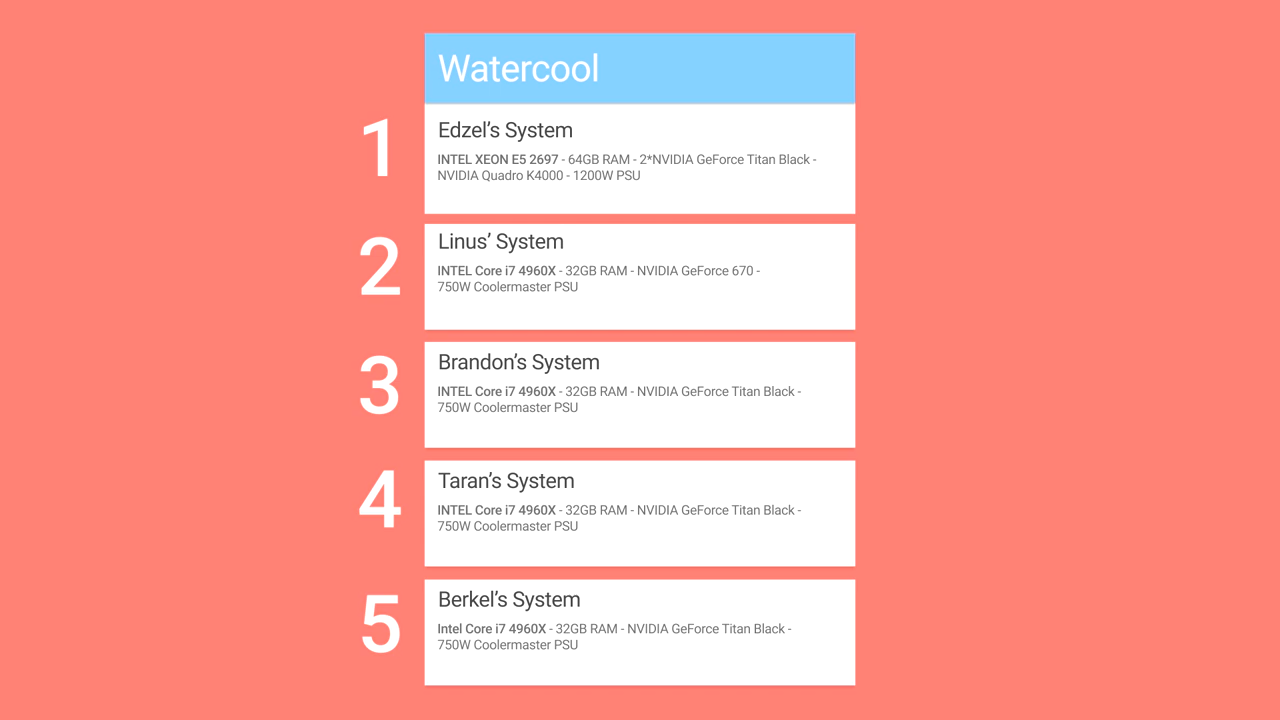 Watercool
1
Edzel’s System
INTEL XEON E5 2697 - 64GB RAM - 2*NVIDIA GeForce Titan Black -
NVIDIA Quadro K4000 - 1200W PSU
2
Linus’ System
INTEL Core i7 4960X - 32GB RAM - NVIDIA GeForce 670 -
750W Coolermaster PSU
3
Brandon’s System
INTEL Core i7 4960X - 32GB RAM - NVIDIA GeForce Titan Black -
750W Coolermaster PSU
4
Taran’s System
INTEL Core i7 4960X - 32GB RAM - NVIDIA GeForce Titan Black -
750W Coolermaster PSU
5
Berkel’s System
Intel Core i7 4960X - 32GB RAM - NVIDIA GeForce Titan Black -
750W Coolermaster PSU